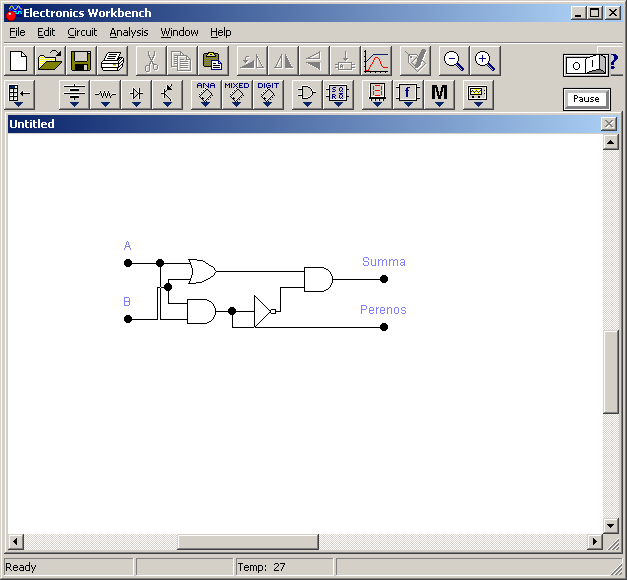 Electronics Workbench
File Edit Circuit Analysis Window Help
?
O I
ANA MIXED DIGIT
f M
Pause
Untitled
A
Summa
B
Perenos
Ready Temp: 27